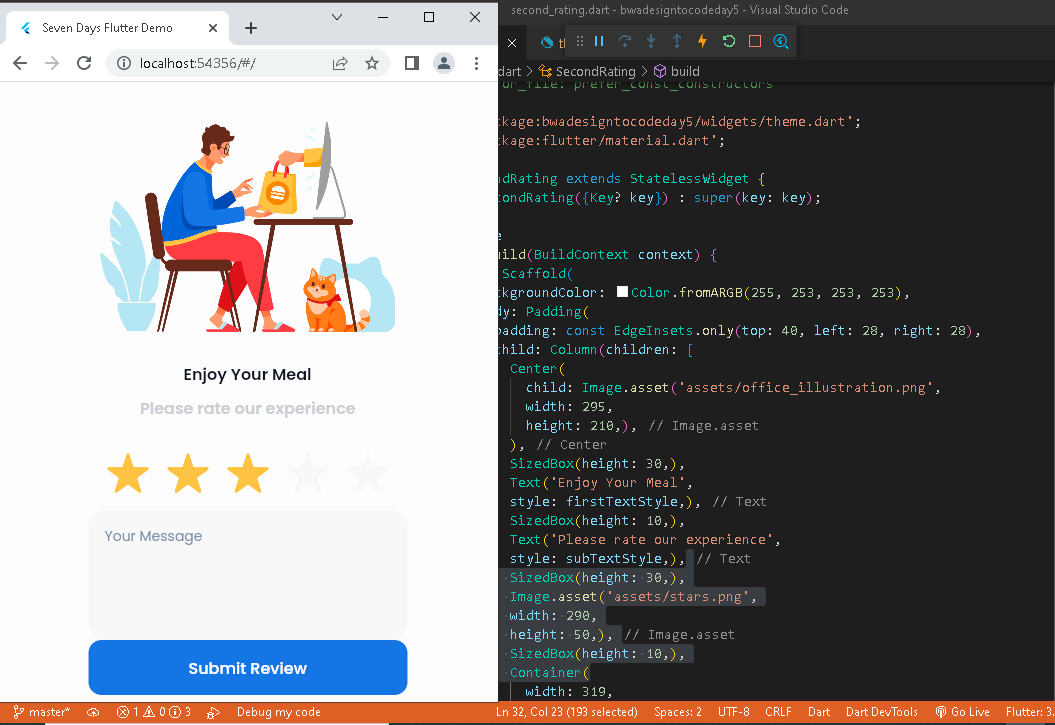 second_rating.dart - bwadesigntocodeday5 - Visual Studio Code
Seven Days Flutter Demo
localhost:54356/#/
Enjoy Your Meal
Please rate our experience
Your Message
Submit Review
dart > SecondRating > build
or_file: prefer_const_constructors
kage:bwadesigntocodeday5/widgets/theme.dart';
kage:flutter/material.dart';
ndRating extends StatelessWidget {
condRating({Key? key}) : super(key: key);
e
uild(BuildContext context) {
Scaffold(
kgroundColor: Color.fromARGB(255, 253, 253, 253),
dy: Padding(
padding: const EdgeInsets.only(top: 40, left: 28, right: 28),
child: Column(children: [
Center(
child: Image.asset('assets/office_illustration.png',
width: 295,
height: 210,), // Image.asset
), // Center
SizedBox(height: 30,),
Text('Enjoy Your Meal',
style: firstTextStyle,), // Text
SizedBox(height: 10,),
Text('Please rate our experience',
style: subTextStyle,), // Text
SizedBox(height: 30,),
Image.asset('assets/stars.png',
width: 290,
height: 50,), // Image.asset
SizedBox(height: 10,),
Container(
width: 319,
master* 1 0 3 Debug my code Ln 32, Col 23 (193 selected) Spaces: 2 UTF-8 CRLF Dart Dart DevTools Go Live Flutter: 3.